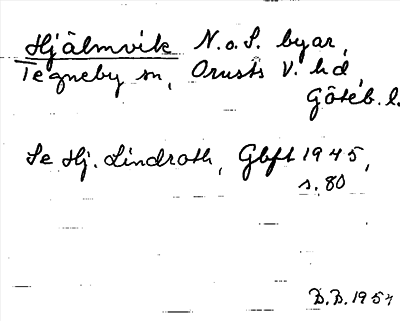 Hjälmvik N. o. S. byar,
Tegneby sn, Orusts V. hd,
Göteb. l.
Se Hj. Lindroth, Gbft 1945,
s. 80
D.D. 1954